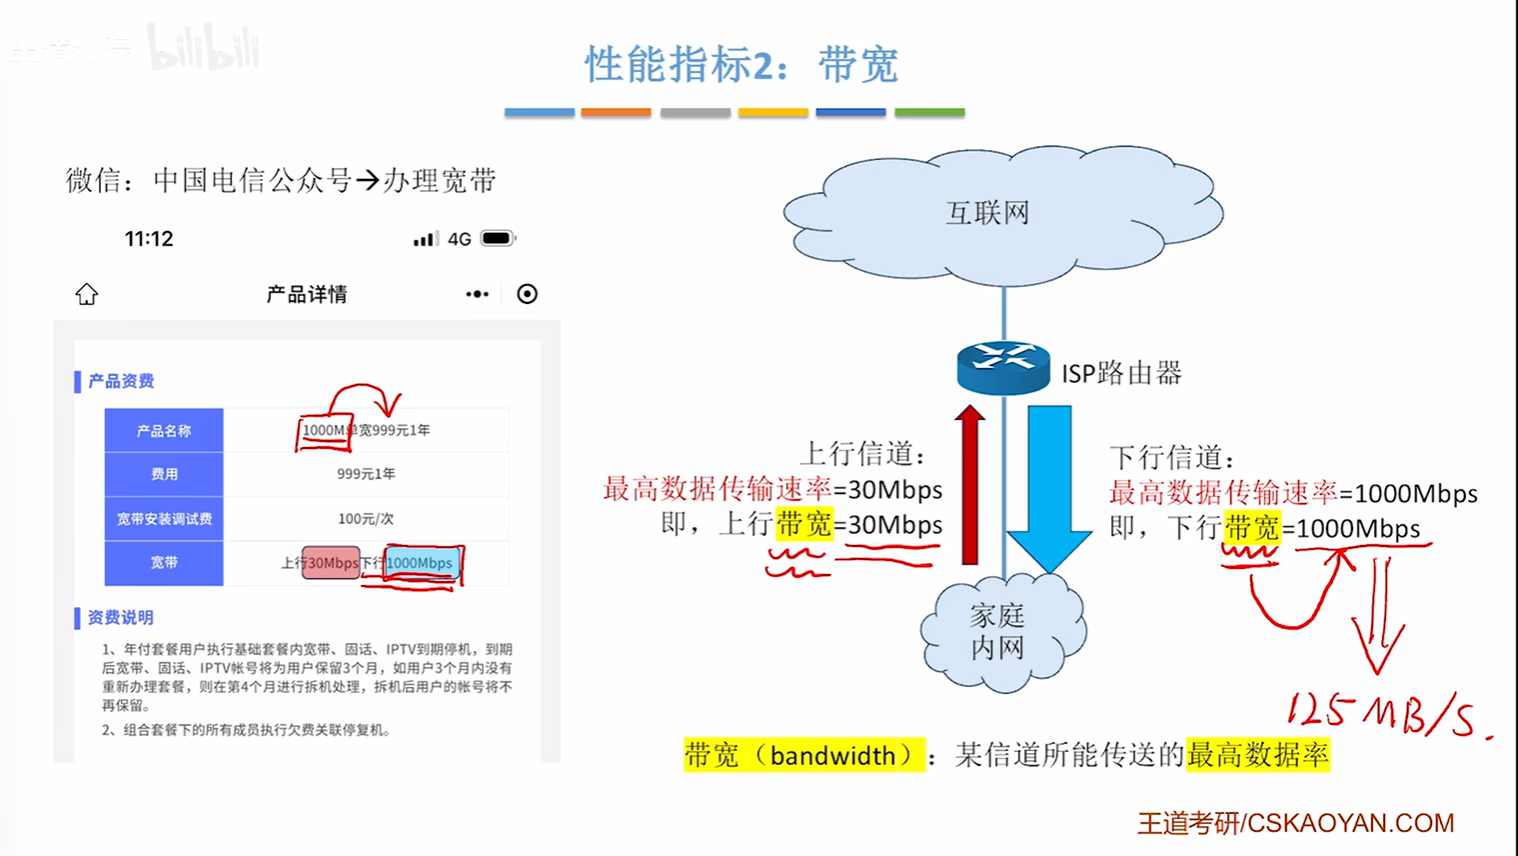 bilibili
性能指标2：带宽
微信：中国电信公众号→办理宽带
11:12
4G
产品详情
产品资费
产品名称
1000M单宽999元1年
费用
999元1年
宽带安装调试费
100元/次
宽带
上行30Mbps下行1000Mbps
资费说明
1、年付套餐用户执行基础套餐内宽带、固话、IPTV到期停机，到期
后宽带、固话、IPTV帐号将为用户保留3个月，如用户3个月内没有
重新办理套餐，则在第4个月进行拆机处理，拆机后用户的帐号将不
再保留。
2、组合套餐下的所有成员执行欠费关联停复机。
互联网
ISP路由器
上行信道：
最高数据传输速率=30Mbps
即，上行带宽=30Mbps
下行信道：
最高数据传输速率=1000Mbps
即，下行带宽=1000Mbps
家庭
内网
125MB/S.
带宽（bandwidth）：某信道所能传送的最高数据率
王道考研/CSKAOYAN.COM